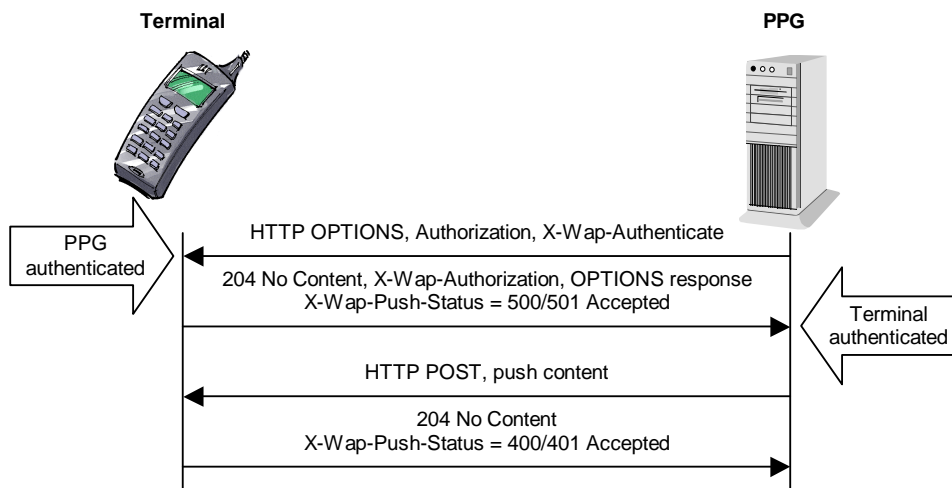 Terminal
PPG
HTTP OPTIONS, Authorization, X-Wap-Authenticate
PPG
authenticated
204 No Content, X-Wap-Authorization, OPTIONS response
X-Wap-Push-Status = 500/501 Accepted
Terminal
authenticated
HTTP POST, push content
204 No Content
X-Wap-Push-Status = 400/401 Accepted